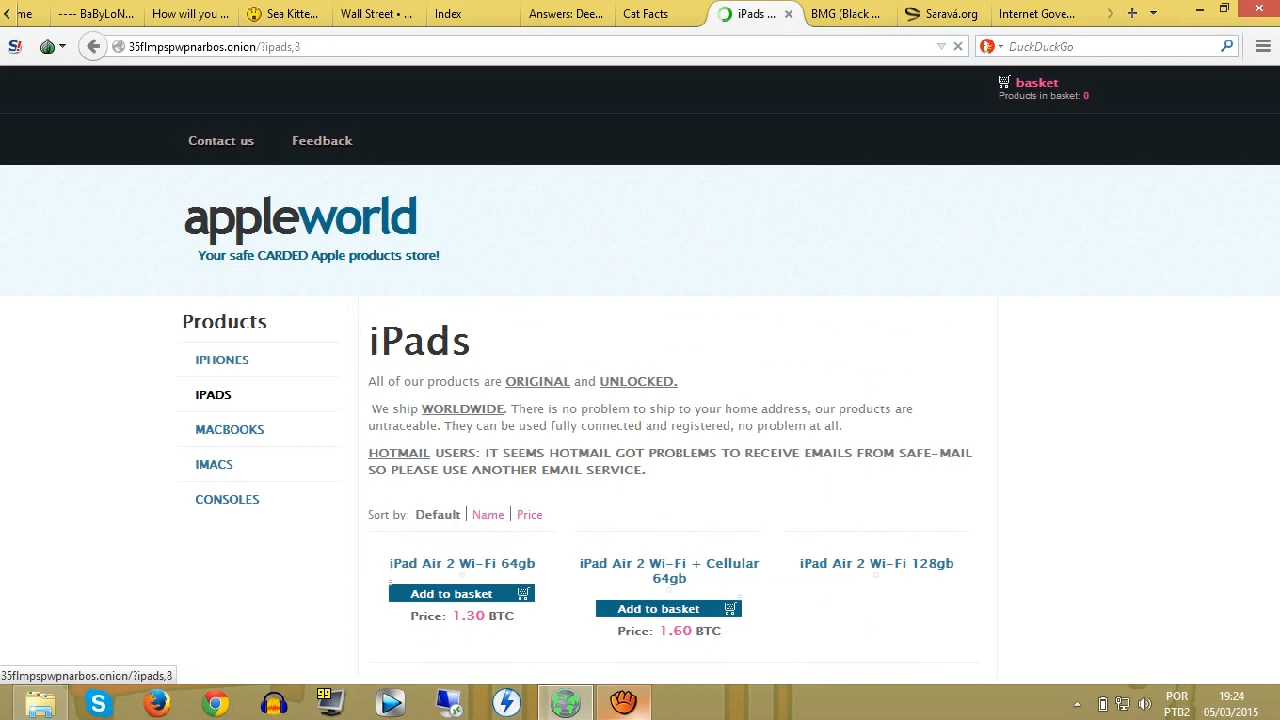 me
---- BaByLoN...
How will you ...
Sea Kitte...
Wall Street • ..
Index
Answers: Dee...
Cat Facts
iPads ...
BMG (Black ...
Saravá.org
Internet Gove...
35flmpspwpnarbos.onion/?ipads,3
DuckDuckGo
basket
Products in basket: 0
Contact us
Feedback
appleworld
Your safe CARDED Apple products store!
Products
IPHONES
IPADS
MACBOOKS
IMACS
CONSOLES
iPads
All of our products are ORIGINAL and UNLOCKED.
We ship WORLDWIDE. There is no problem to ship to your home address, our products are
untraceable. They can be used fully connected and registered, no problem at all.
HOTMAIL USERS: IT SEEMS HOTMAIL GOT PROBLEMS TO RECEIVE EMAILS FROM SAFE-MAIL
SO PLEASE USE ANOTHER EMAIL SERVICE.
Sort by: Default | Name | Price
iPad Air 2 Wi-Fi 64gb
Add to basket
Price: 1.30 BTC
iPad Air 2 Wi-Fi + Cellular
64gb
Add to basket
Price: 1.60 BTC
iPad Air 2 Wi-Fi 128gb
35flmpspwpnarbos.onion/?ipads,3
99
POR
PTB2
19:24
05/03/2015